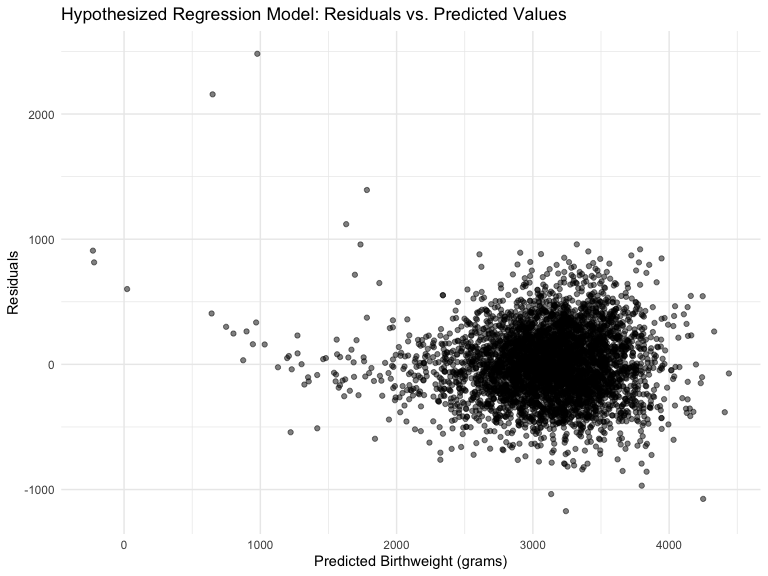 Hypothesized Regression Model: Residuals vs. Predicted Values
2000
1000
0
-1000
Residuals
0 1000 2000 3000 4000
Predicted Birthweight (grams)